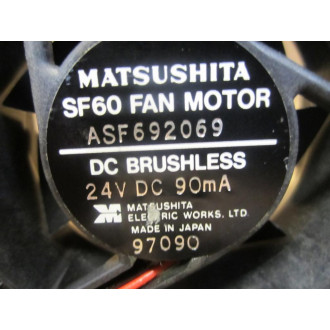 MATSUSHITA
SF60 FAN MOTOR
ASF692069
DC BRUSHLESS
24V DC 90mA
MATSUSHITA
ELECTRIC WORKS, LTD.
MADE IN JAPAN
97090